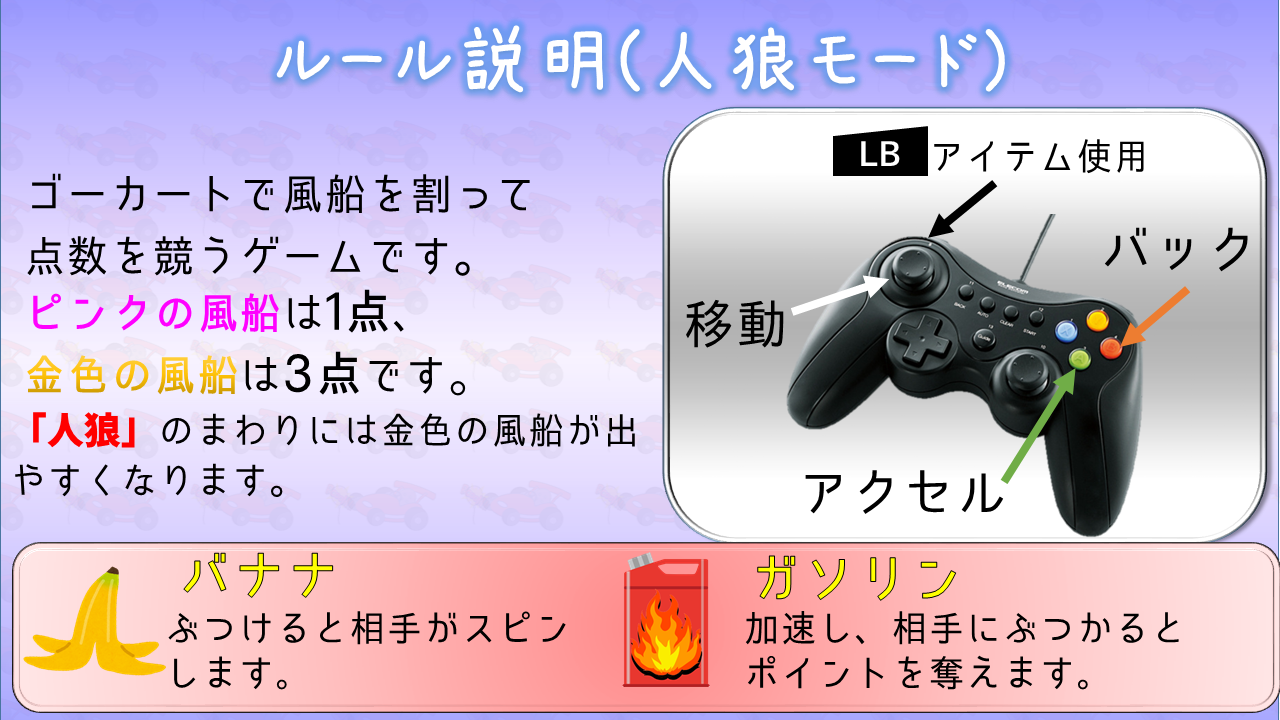 ルール説明(人狼モード)
ゴーカートで風船を割って
点数を競うゲームです。
ピンクの風船は1点、
金色の風船は3点です。
「人狼」のまわりには金色の風船が出
やすくなります。
LB アイテム使用
バック
移動
アクセル
ELECOM
BACK
AUTO
CLEAR
START
バナナ
ぶつけると相手がスピン
します。
ガソリン
加速し、相手にぶつかると
ポイントを奪えます。